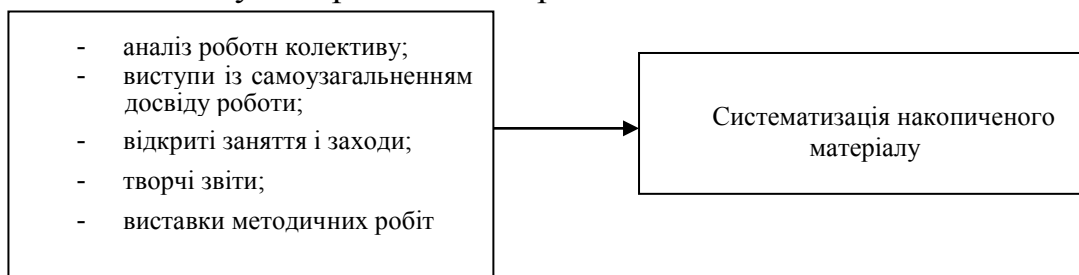 - аналіз роботн колективу;
- виступи із самоузагальненням
досвіду роботи;
- відкриті заняття і заходи;
- творчі звіти;
- виставки методичних робіт
Систематизація накопиченого
матеріалу